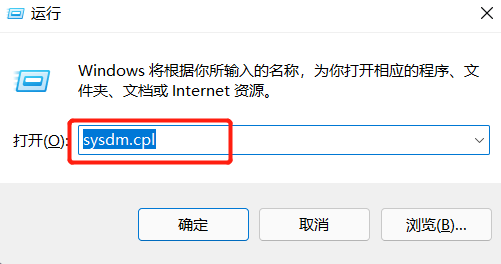 运行
Windows 将根据你所输入的名称，为你打开相应的程序、文
件夹、文档或 Internet 资源。
打开(O): sysdm.cpl
确定 取消 浏览(B)...